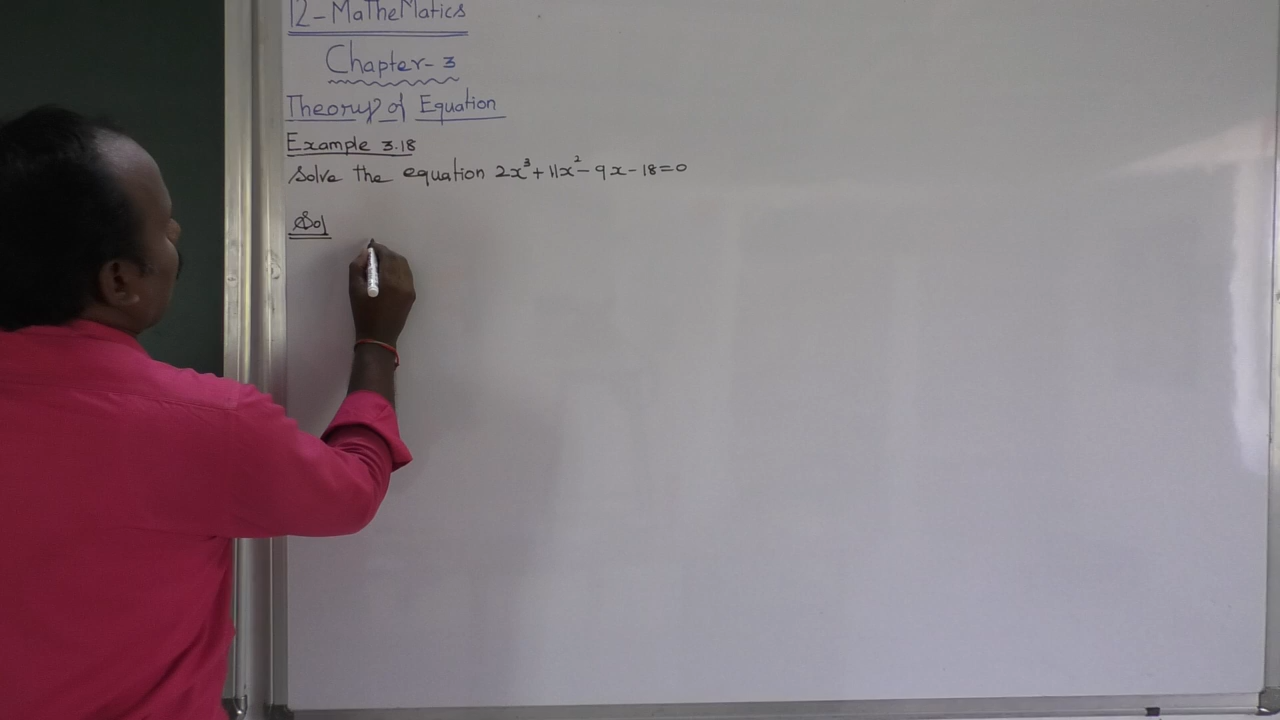 12-MaTheMatics
Chapter-3
Theory of Equation
Example 3.18
Solve the equation 2x³+11x²-9x-18=0
Sol